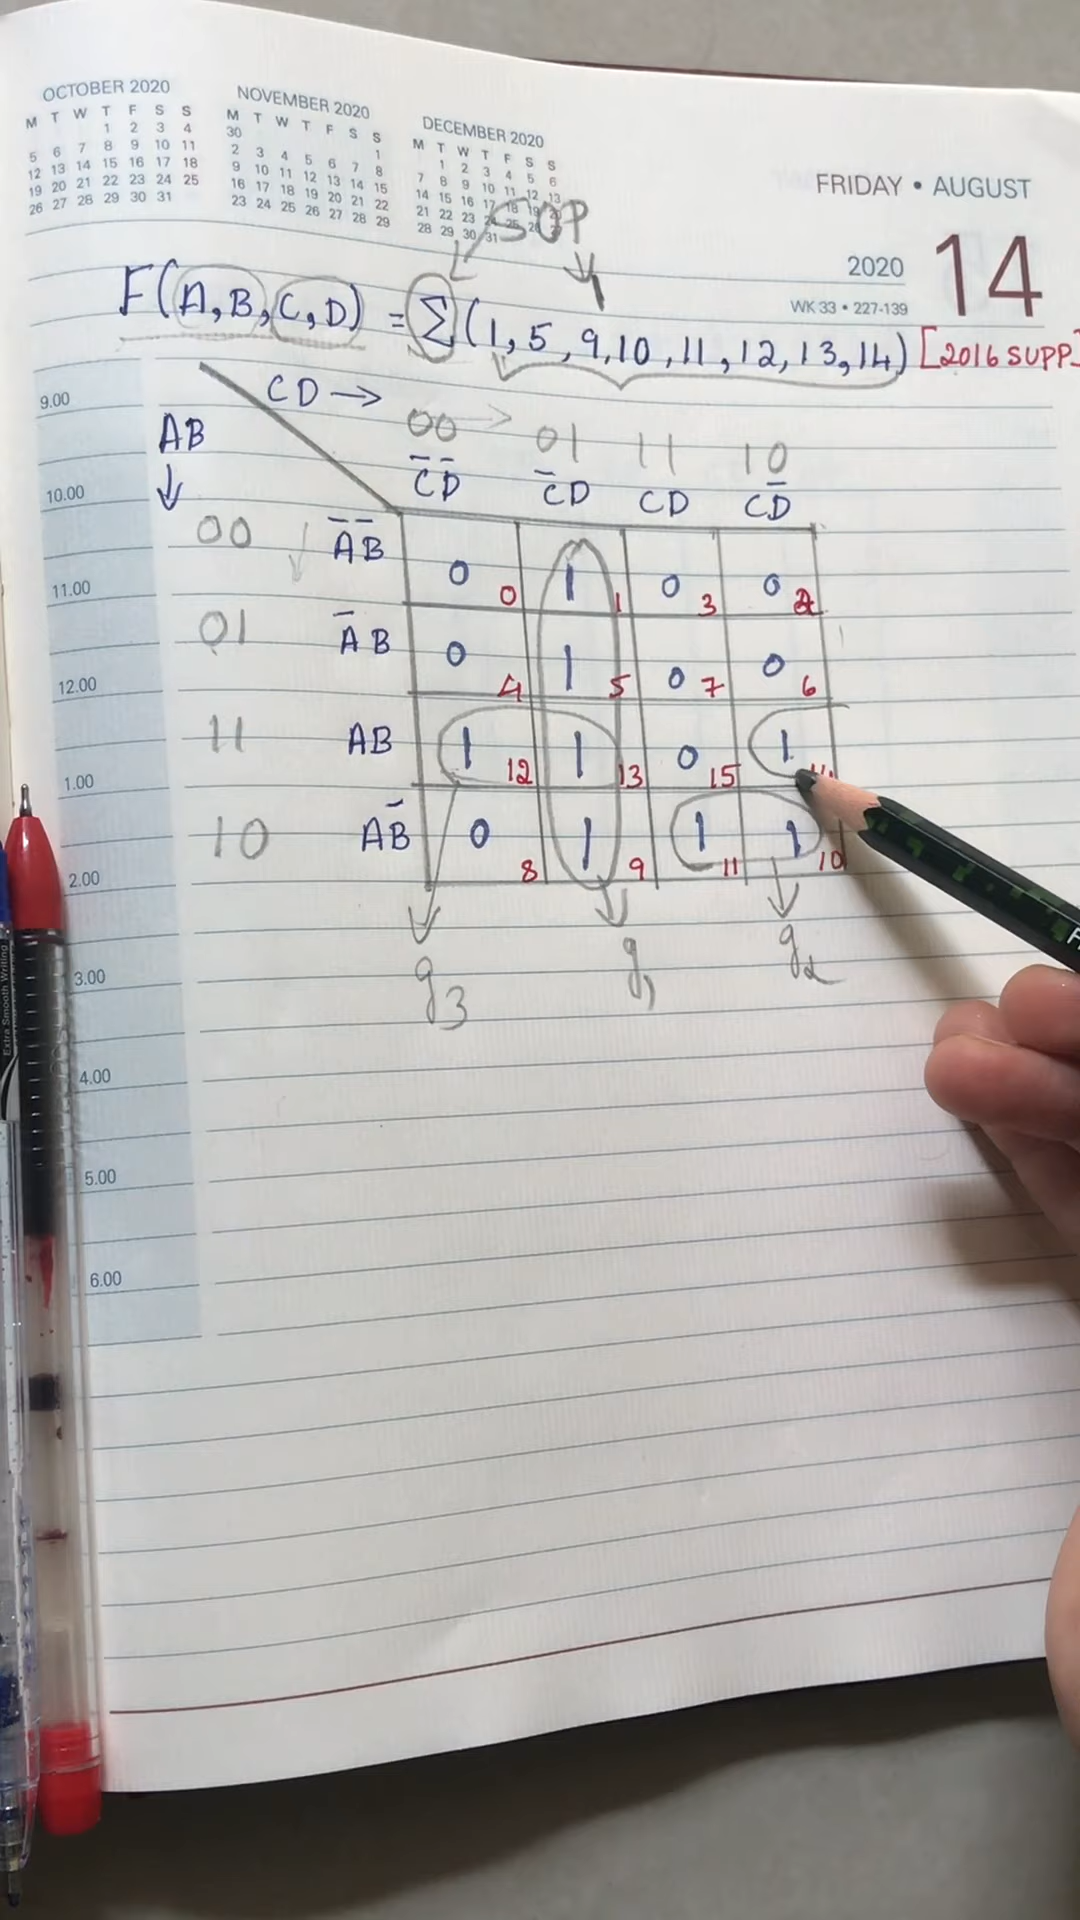 OCTOBER 2020
M T W T F S S
1 2 3 4
5 6 7 8 9 10 11
12 13 14 15 16 17 18
19 20 21 22 23 24 25
26 27 28 29 30 31
NOVEMBER 2020
M T W T F S S
30 1
2 3 4 5 6 7 8
9 10 11 12 13 14 15
16 17 18 19 20 21 22
23 24 25 26 27 28 29
DECEMBER 2020
M T W T F S S
1 2 3 4 5 6
7 8 9 10 11 12 13
14 15 16 17 18 19
21 22 23 24 25 26
28 29 30 31
FRIDAY • AUGUST
2020 14
WK 33 • 227-139
SOP
F(A,B,C,D) = Σ(1,5,9,10,11,12,13,14) [2016 SUPP]
9.00
CD →
AB ↓
00 01 11 10
C̅D̅ C̅D CD CD̅
10.00
00 A̅B̅ 0 0 1 1 0 3 0 2
11.00
01 A̅B 0 4 1 5 0 7 0 6
12.00
11 AB 1 12 1 13 0 15 1
1.00
10 AB̅ 0 8 1 9 1 11 1 10
2.00
g3 g1 g2
3.00
4.00
5.00
6.00
Extra Smooth Writing